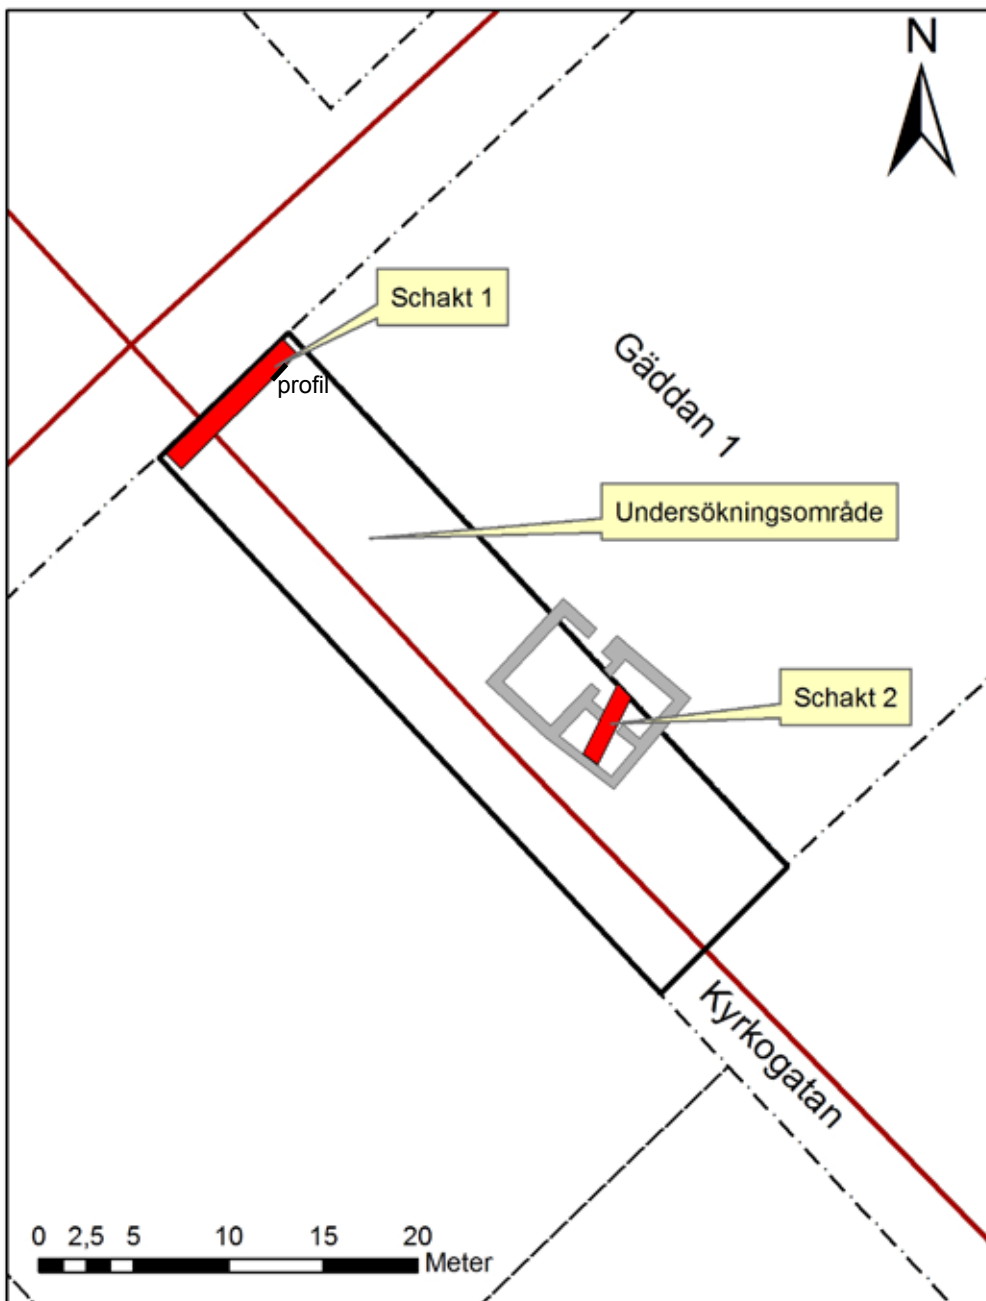 N
Schakt 1
profil
Gäddan 1
Undersökningsområde
Schakt 2
Kyrkogatan
0 2,5 5 10 15 20
Meter